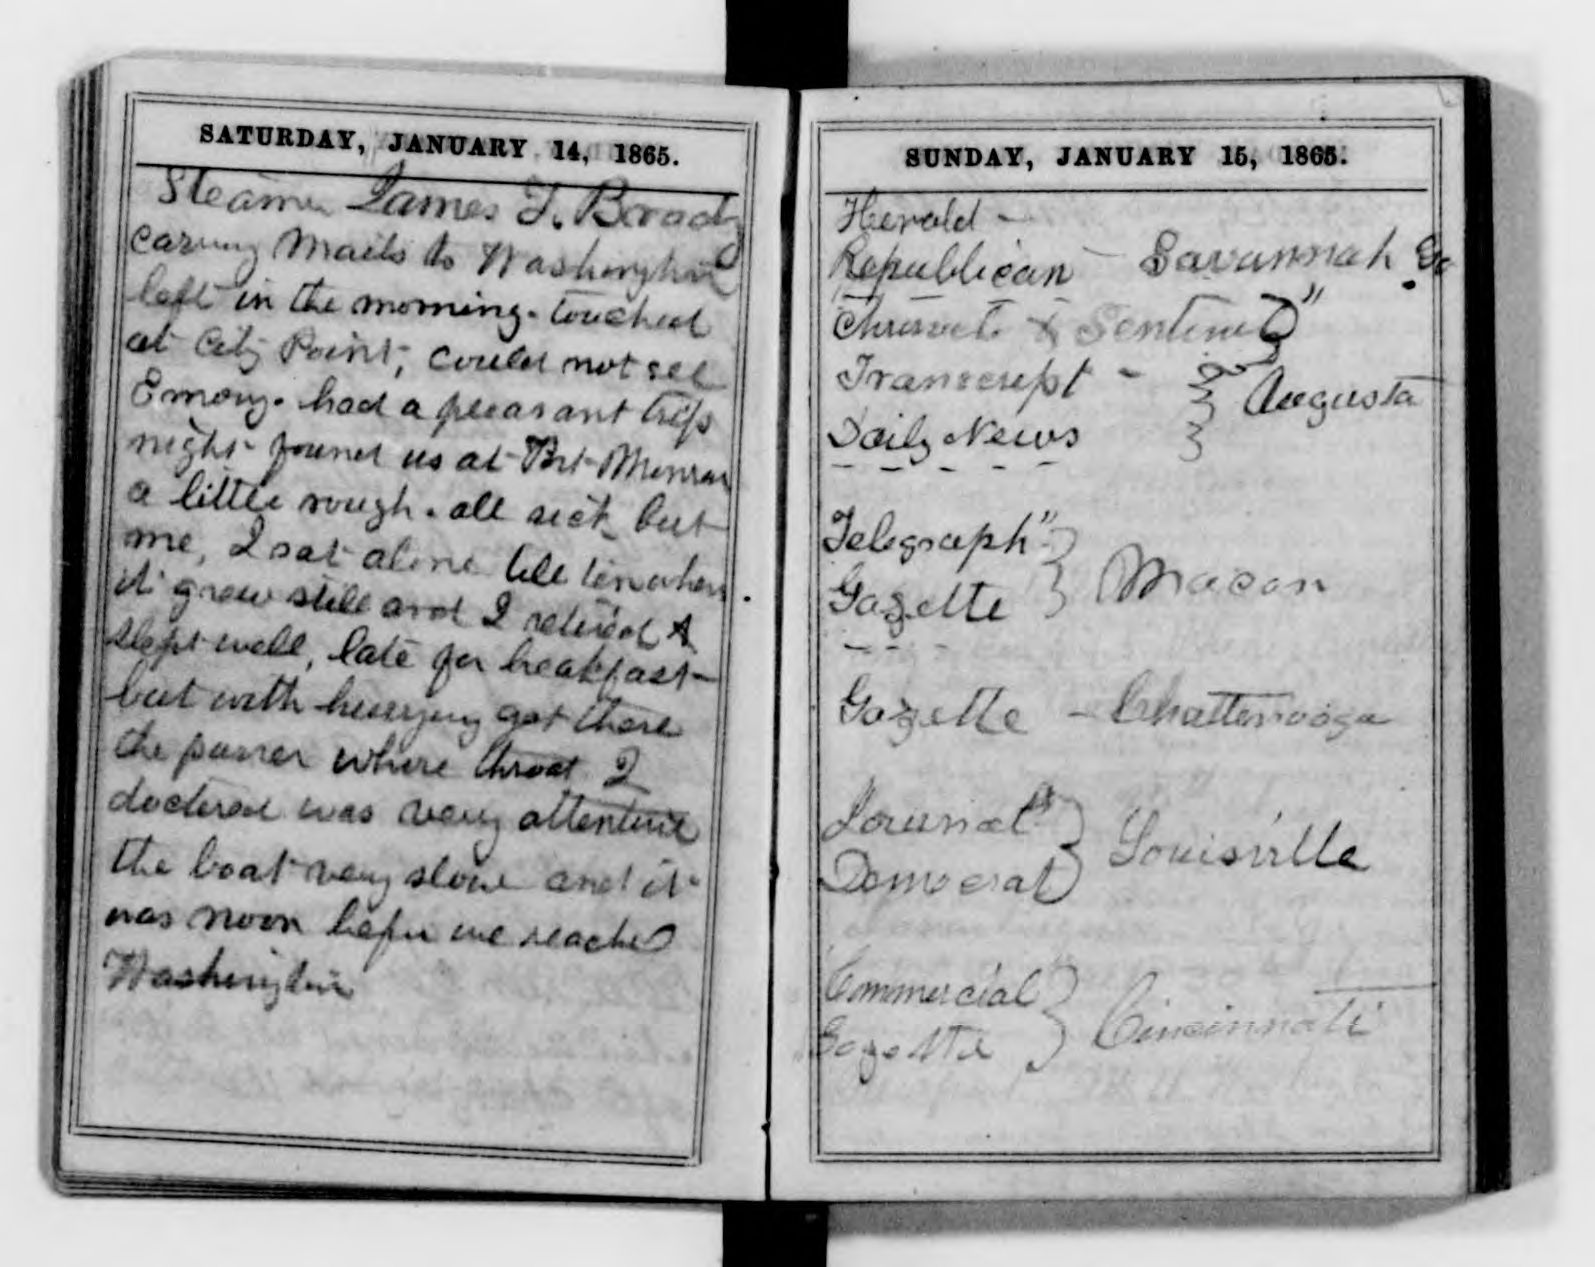 SATURDAY, JANUARY 14, 1865.
Steamer James T. Brady
carring Mails to Washington
left in the morning. touched
at City Point, could not see
Emory. had a pleasant trip
night found us at Frt Monroe
a little rough. all sick but
me, I sat alone till ten when
it grew still and I retired &
slept well, late for breakfast
but with hurrying got there
the purser whose throat I
doctored was very attentive
the boat very slow and it
was noon before we reached
Washington
SUNDAY, JANUARY 15, 1865.
Herald -
Republican - Savannah Ga.
Chronicle & Sentinel"
Transcript - Augusta
Daily News
Telegraph"
Gazette Macon
Gazette - Chattanooga
Journal"
Democrat Louisville
Commercial
Gazette Cincinnati